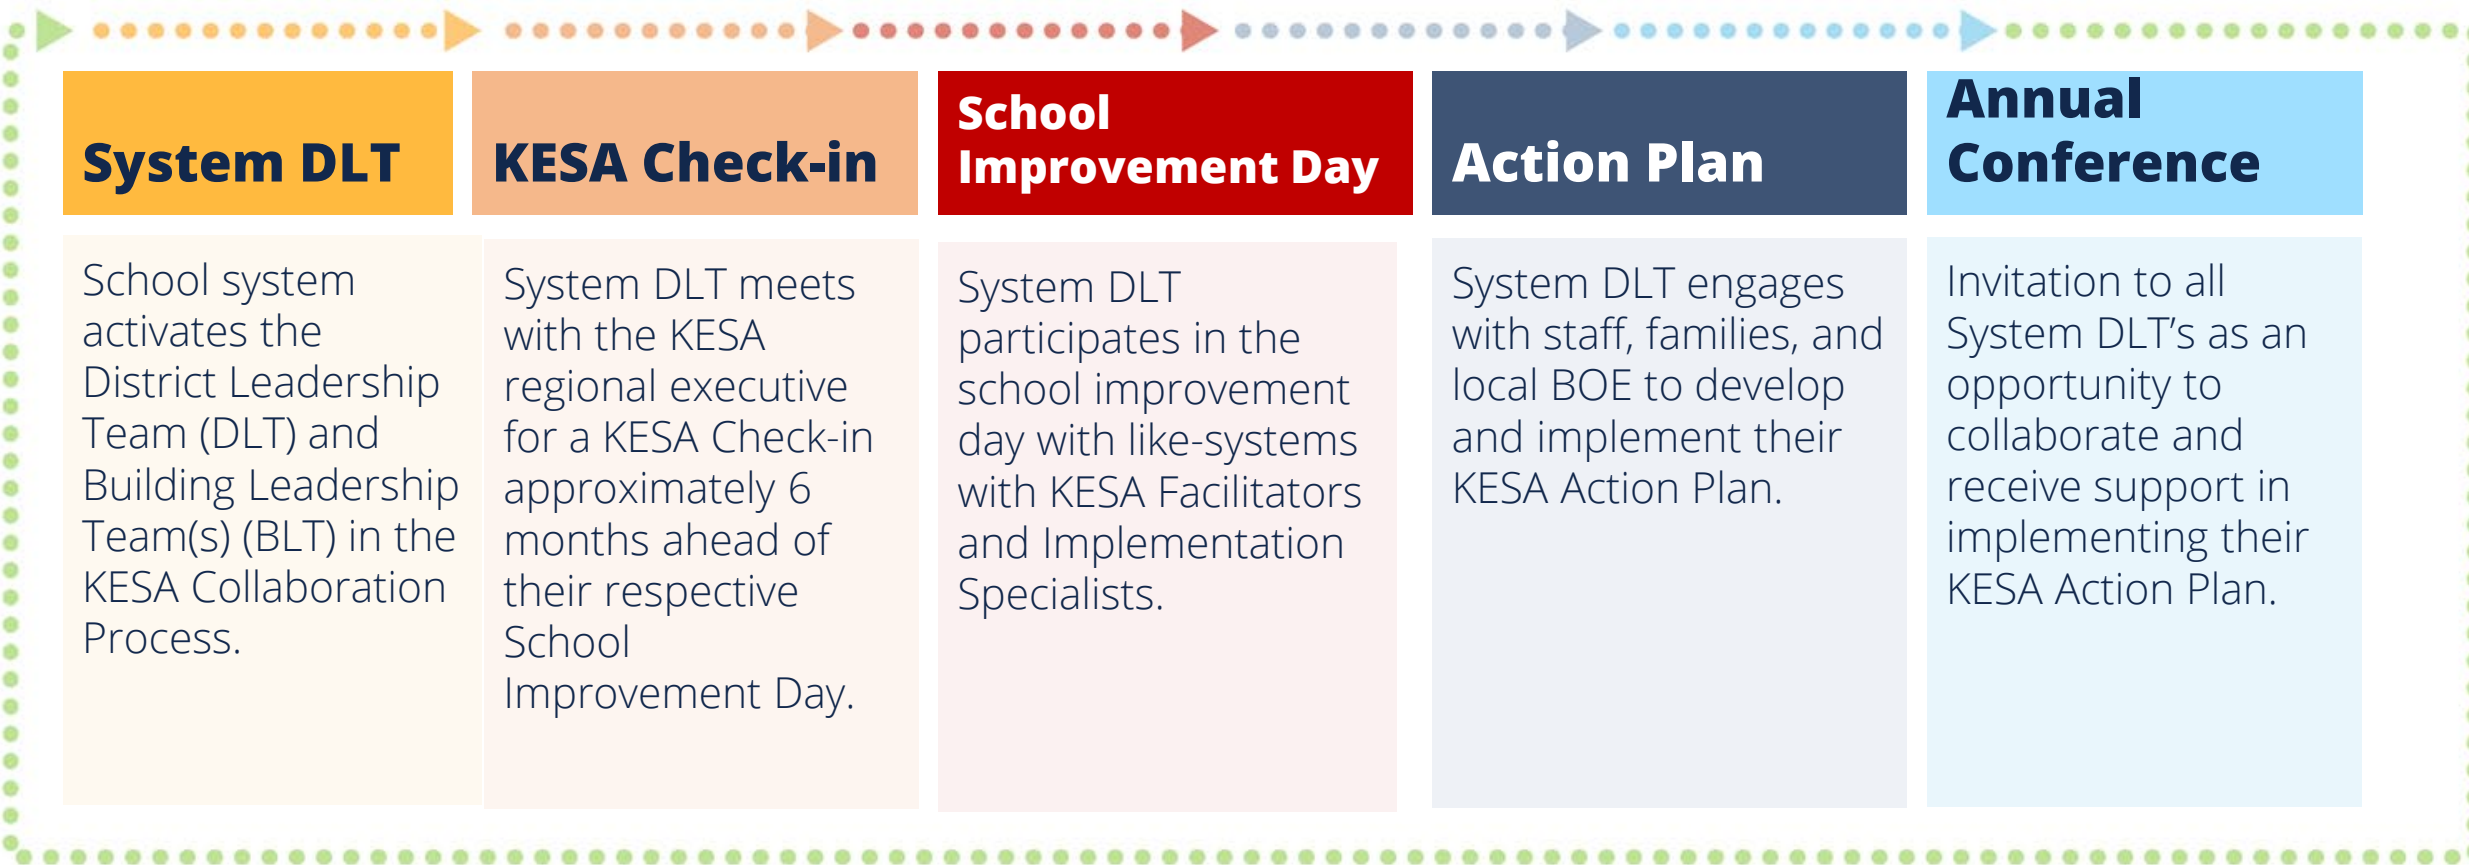 System DLT
School system
activates the
District Leadership
Team (DLT) and
Building Leadership
Team(s) (BLT) in the
KESA Collaboration
Process.
KESA Check-in
System DLT meets
with the KESA
regional executive
for a KESA Check-in
approximately 6
months ahead of
their respective
School
Improvement Day.
School
Improvement Day
System DLT
participates in the
school improvement
day with like-systems
with KESA Facilitators
and Implementation
Specialists.
Action Plan
System DLT engages
with staff, families, and
local BOE to develop
and implement their
KESA Action Plan.
Annual
Conference
Invitation to all
System DLT’s as an
opportunity to
collaborate and
receive support in
implementing their
KESA Action Plan.